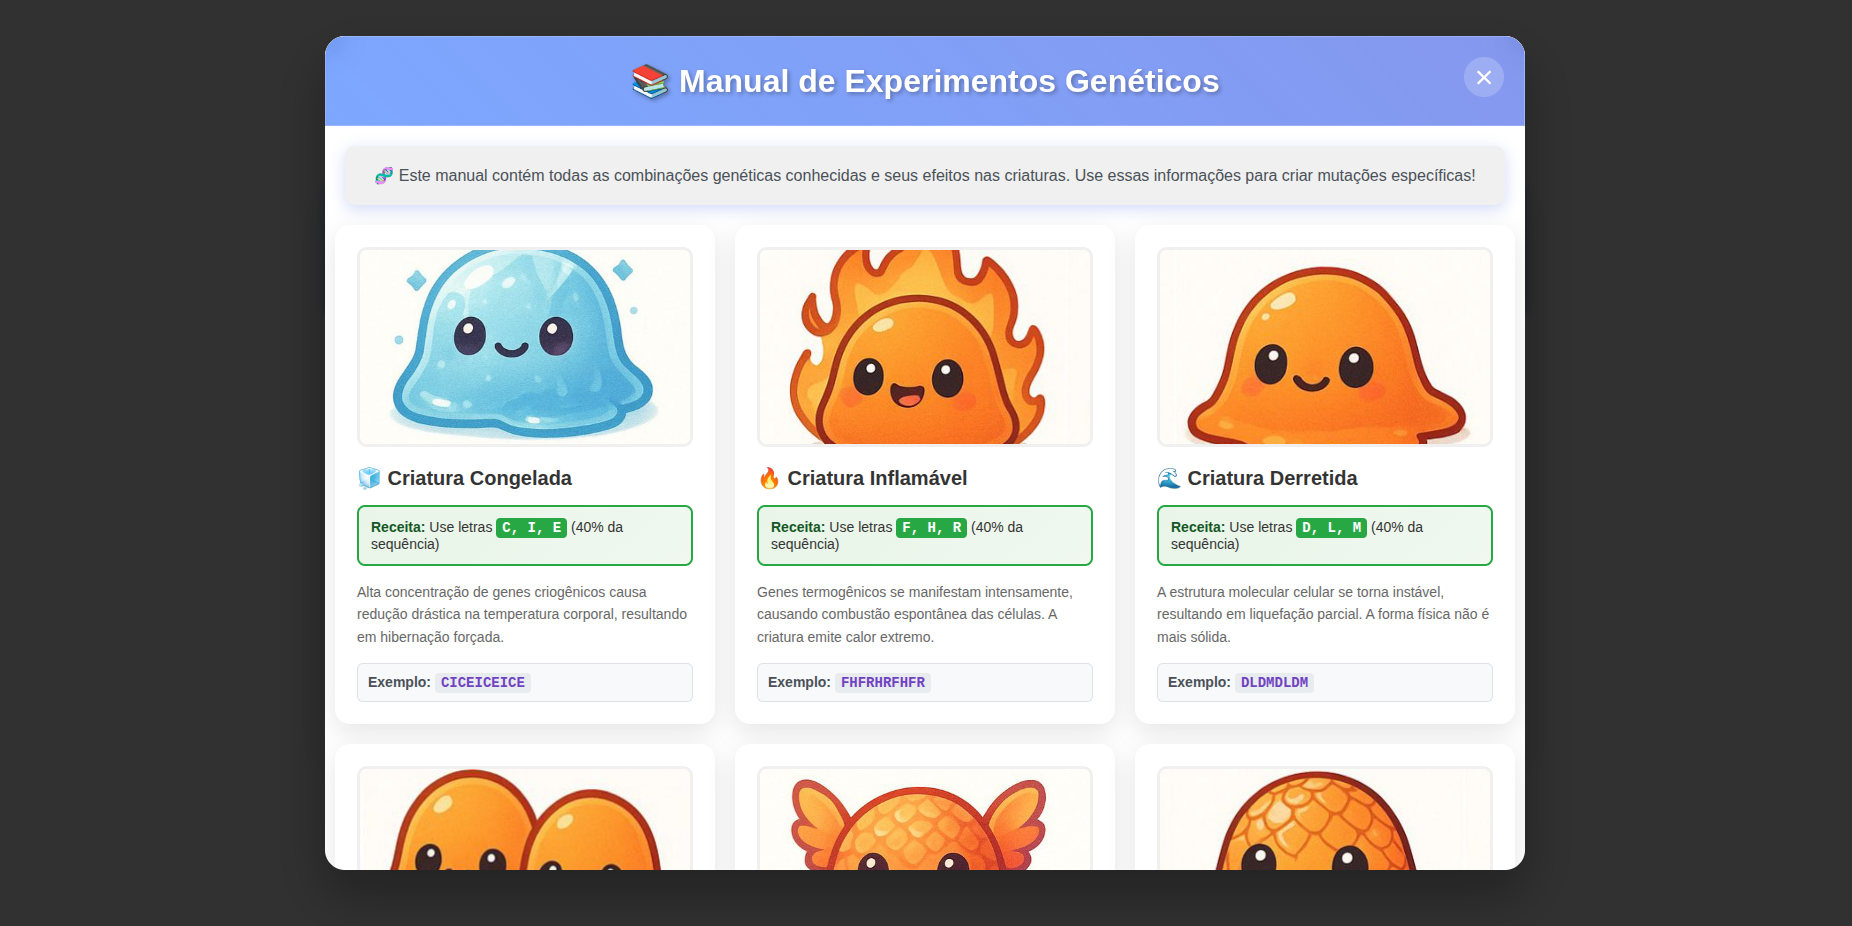 📚 Manual de Experimentos Genéticos
✕
🧬 Este manual contém todas as combinações genéticas conhecidas e seus efeitos nas criaturas. Use essas informações para criar mutações específicas!
🧊 Criatura Congelada
Receita: Use letras C, I, E (40% da
sequência)
Alta concentração de genes criogênicos causa
redução drástica na temperatura corporal, resultando
em hibernação forçada.
Exemplo: CICEICEICE
🔥 Criatura Inflamável
Receita: Use letras F, H, R (40% da
sequência)
Genes termogênicos se manifestam intensamente,
causando combustão espontânea das células. A
criatura emite calor extremo.
Exemplo: FHFRHRFHFR
🌊 Criatura Derretida
Receita: Use letras D, L, M (40% da
sequência)
A estrutura molecular celular se torna instável,
resultando em liquefação parcial. A forma física não é
mais sólida.
Exemplo: DLDMDLDM